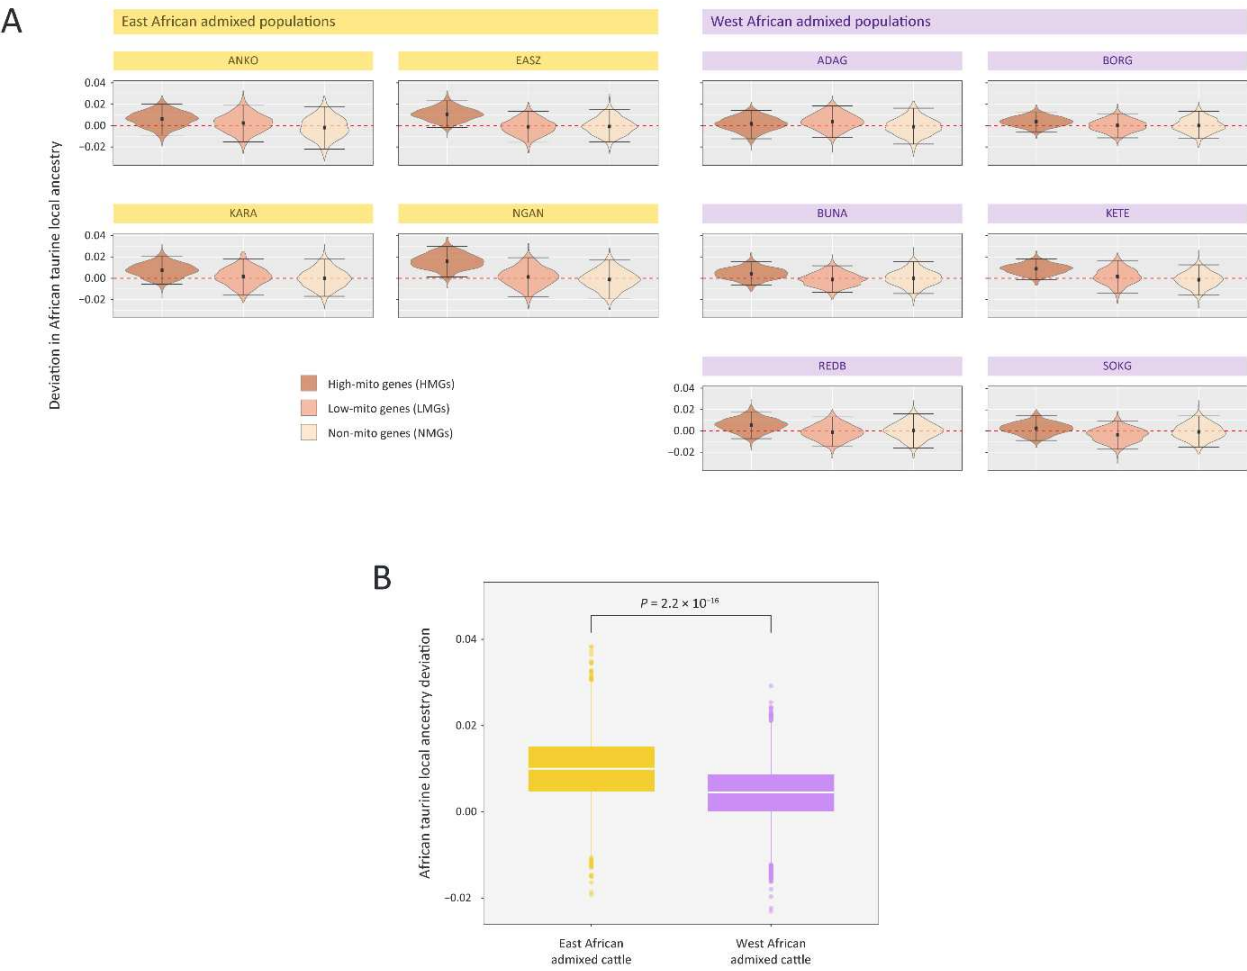 A
East African admixed populations
West African admixed populations
ANKO
EASZ
ADAG
BORG
0.04
0.02
0.00
−0.02
KARA
NGAN
BUNA
KETE
0.04
0.02
0.00
−0.02
REDB
SOKG
0.04
0.02
0.00
−0.02
Deviation in African taurine local ancestry
High-mito genes (HMGs)
Low-mito genes (LMGs)
Non-mito genes (NMGs)
B
P = 2.2 × 10⁻¹⁶
African taurine local ancestry deviation
0.04
0.02
0.00
−0.02
East African
admixed cattle
West African
admixed cattle